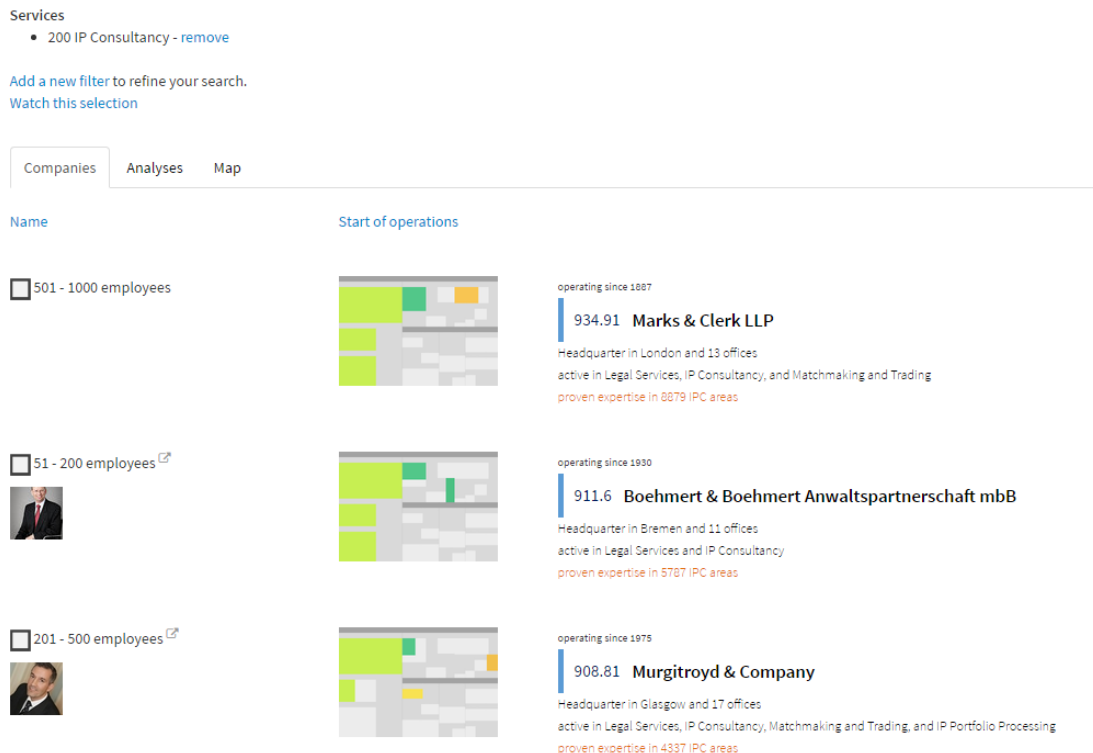 Services
• 200 IP Consultancy - remove
Add a new filter to refine your search.
Watch this selection
Companies Analyses Map
Name Start of operations
501 - 1000 employees
operating since 1887
934.91 Marks & Clerk LLP
Headquarter in London and 13 offices
active in Legal Services, IP Consultancy, and Matchmaking and Trading
proven expertise in 8879 IPC areas
51 - 200 employees
operating since 1930
911.6 Boehmert & Boehmert Anwaltspartnerschaft mbB
Headquarter in Bremen and 11 offices
active in Legal Services and IP Consultancy
proven expertise in 5787 IPC areas
201 - 500 employees
operating since 1975
908.81 Murgitroyd & Company
Headquarter in Glasgow and 17 offices
active in Legal Services, IP Consultancy, Matchmaking and Trading, and IP Portfolio Processing
proven expertise in 4337 IPC areas